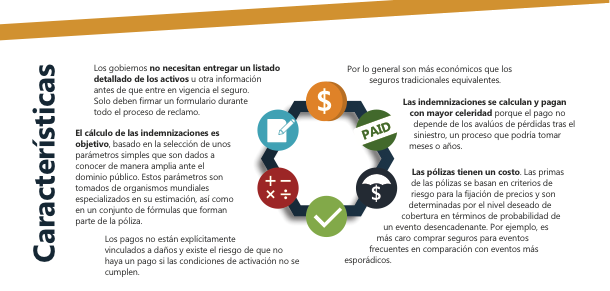 Características
Los gobiernos no necesitan entregar un listado
detallado de los activos u otra información
antes de que entre en vigencia el seguro.
Solo deben firmar un formulario durante
todo el proceso de reclamo.
El cálculo de las indemnizaciones es
objetivo, basado en la selección de unos
parámetros simples que son dados a
conocer de manera amplia ante el
dominio público. Estos parámetros son
tomados de organismos mundiales
especializados en su estimación, así como
en un conjunto de fórmulas que forman
parte de la póliza.
Los pagos no están explícitamente
vinculados a daños y existe el riesgo de que no
haya un pago si las condiciones de activación no se
cumplen.
$
PAID
$
+ −
× ÷
Por lo general son más económicos que los
seguros tradicionales equivalentes.
Las indemnizaciones se calculan y pagan
con mayor celeridad porque el pago no
depende de los avalúos de pérdidas tras el
siniestro, un proceso que podría tomar
meses o años.
Las pólizas tienen un costo. Las primas
de las pólizas se basan en criterios de
riesgo para la fijación de precios y son
determinadas por el nivel deseado de
cobertura en términos de probabilidad de
un evento desencadenante. Por ejemplo, es
más caro comprar seguros para eventos
frecuentes en comparación con eventos más
esporádicos.